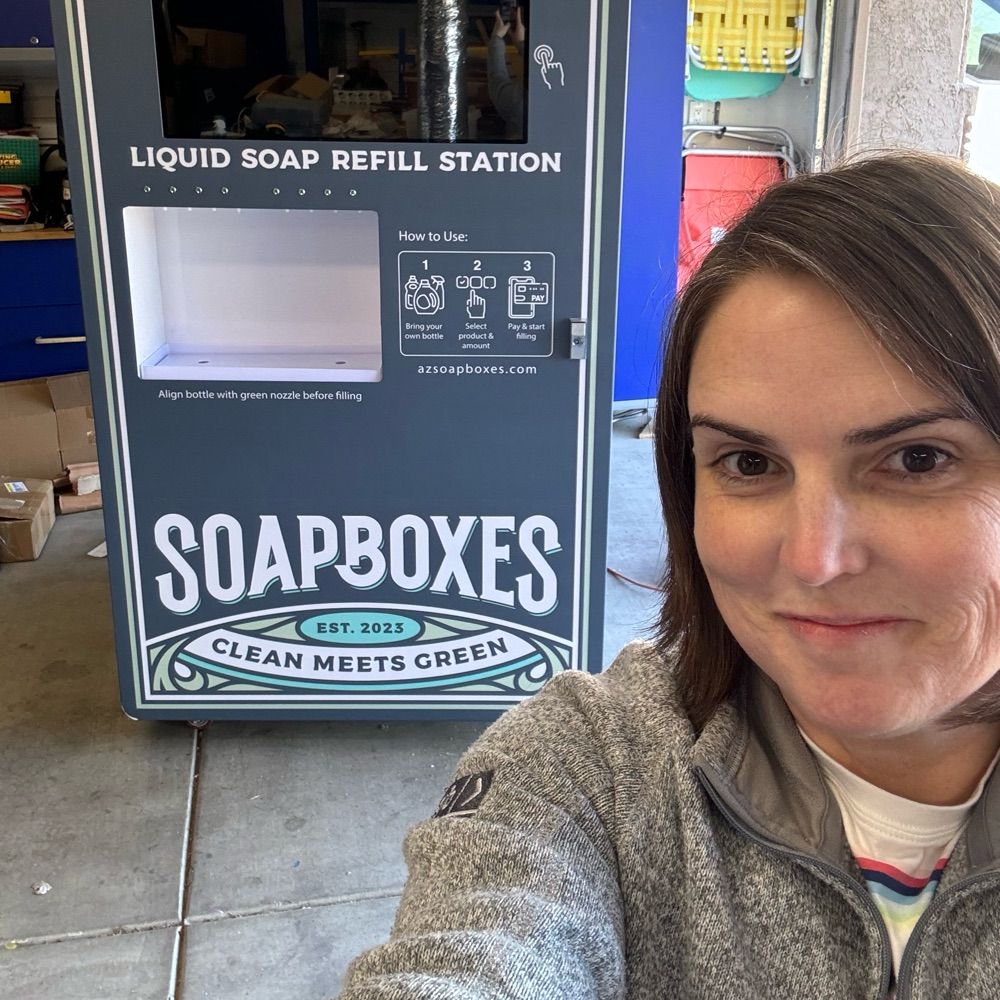 LIQUID SOAP REFILL STATION
How to Use:
1 2 3
PAY
Bring your own bottle
Select product & amount
Pay & start filling
azsoapboxes.com
Align bottle with green nozzle before filling
SOAPBOXES
EST. 2023
CLEAN MEETS GREEN